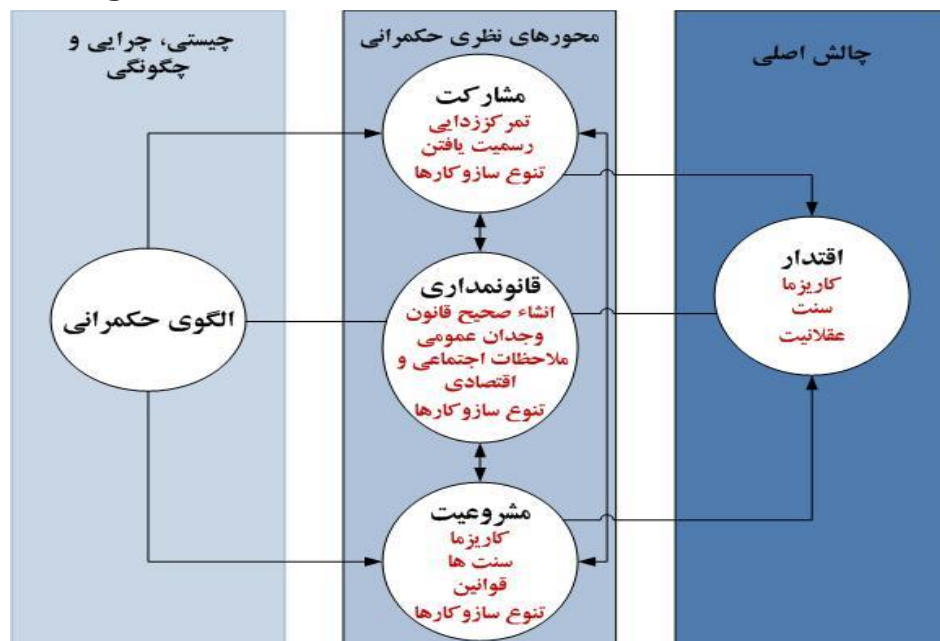 چالش اصلی
اقتدار
کاریزما
سنت
عقلانیت
محورهای نظری حکمرانی
مشارکت
تمرکززدایی
رسمیت یافتن
تنوع سازوکارها
قانونمداری
انشاء صحیح قانون
وجدان عمومی
ملاحظات اجتماعی و
اقتصادی
تنوع سازوکارها
مشروعیت
کاریزما
سنت ها
قوانین
تنوع سازوکارها
چیستی، چرایی و
چگونگی
الگوی حکمرانی